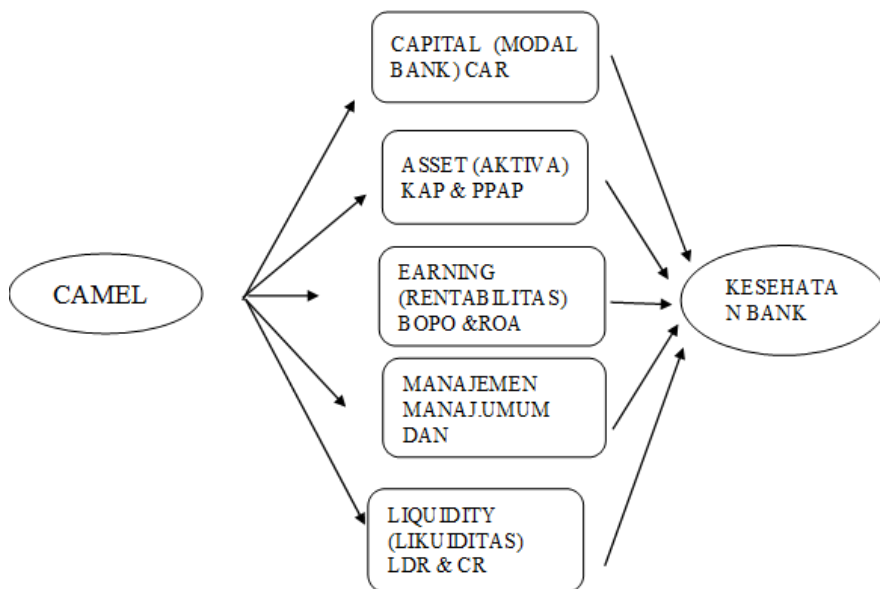 CAPITAL (MODAL
BANK) CAR
ASSET (AKTIVA)
KAP & PPAP
CAMEL
EARNING
(RENTABILITAS)
BOPO &ROA
KESEHATA
N BANK
MANAJEMEN
MANAJ.UMUM
DAN
LIQUIDITY
(LIKUIDITAS)
LDR & CR